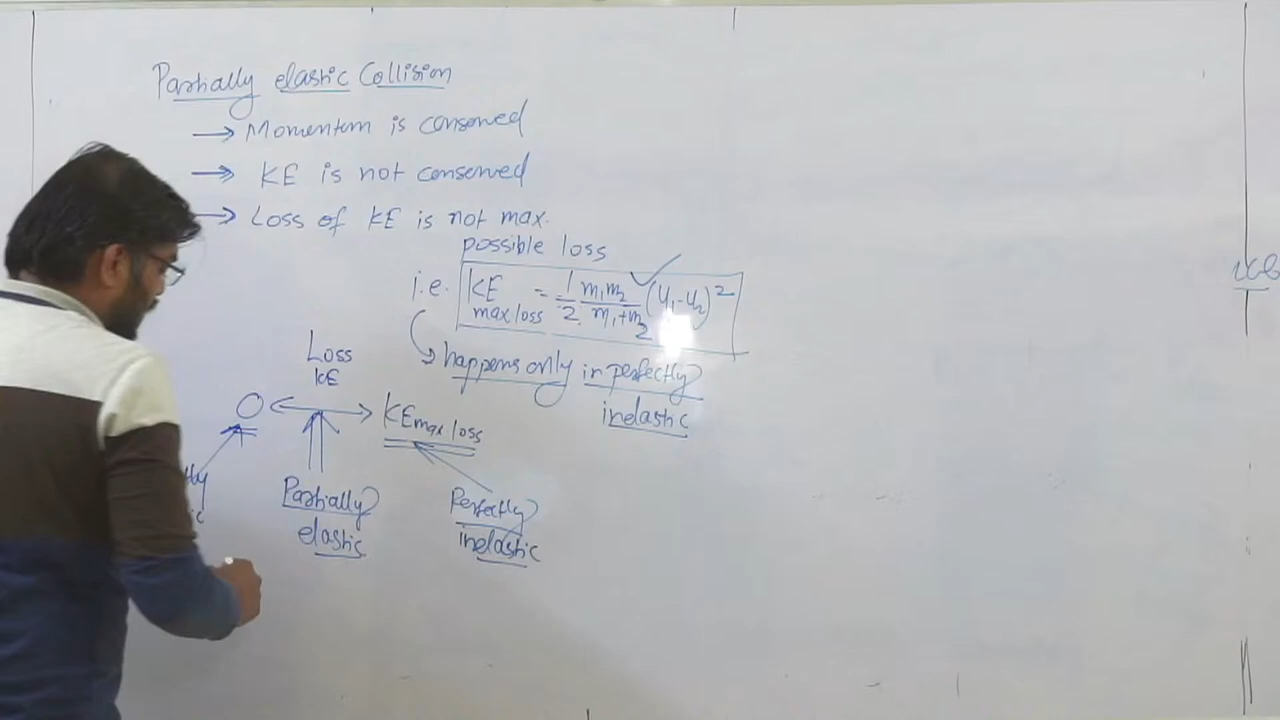 Partially elastic Collision
→ Momentum is conserved
→ KE is not conserved
→ Loss of KE is not max.
possible loss
i.e. KE max loss = 1/2 m₁m₂/m₁+m₂ (u₁-u₂)²
happens only in perfectly
inelastic
Loss
KE
O ↔ KE max loss
Partially
elastic
Perfectly
inelastic